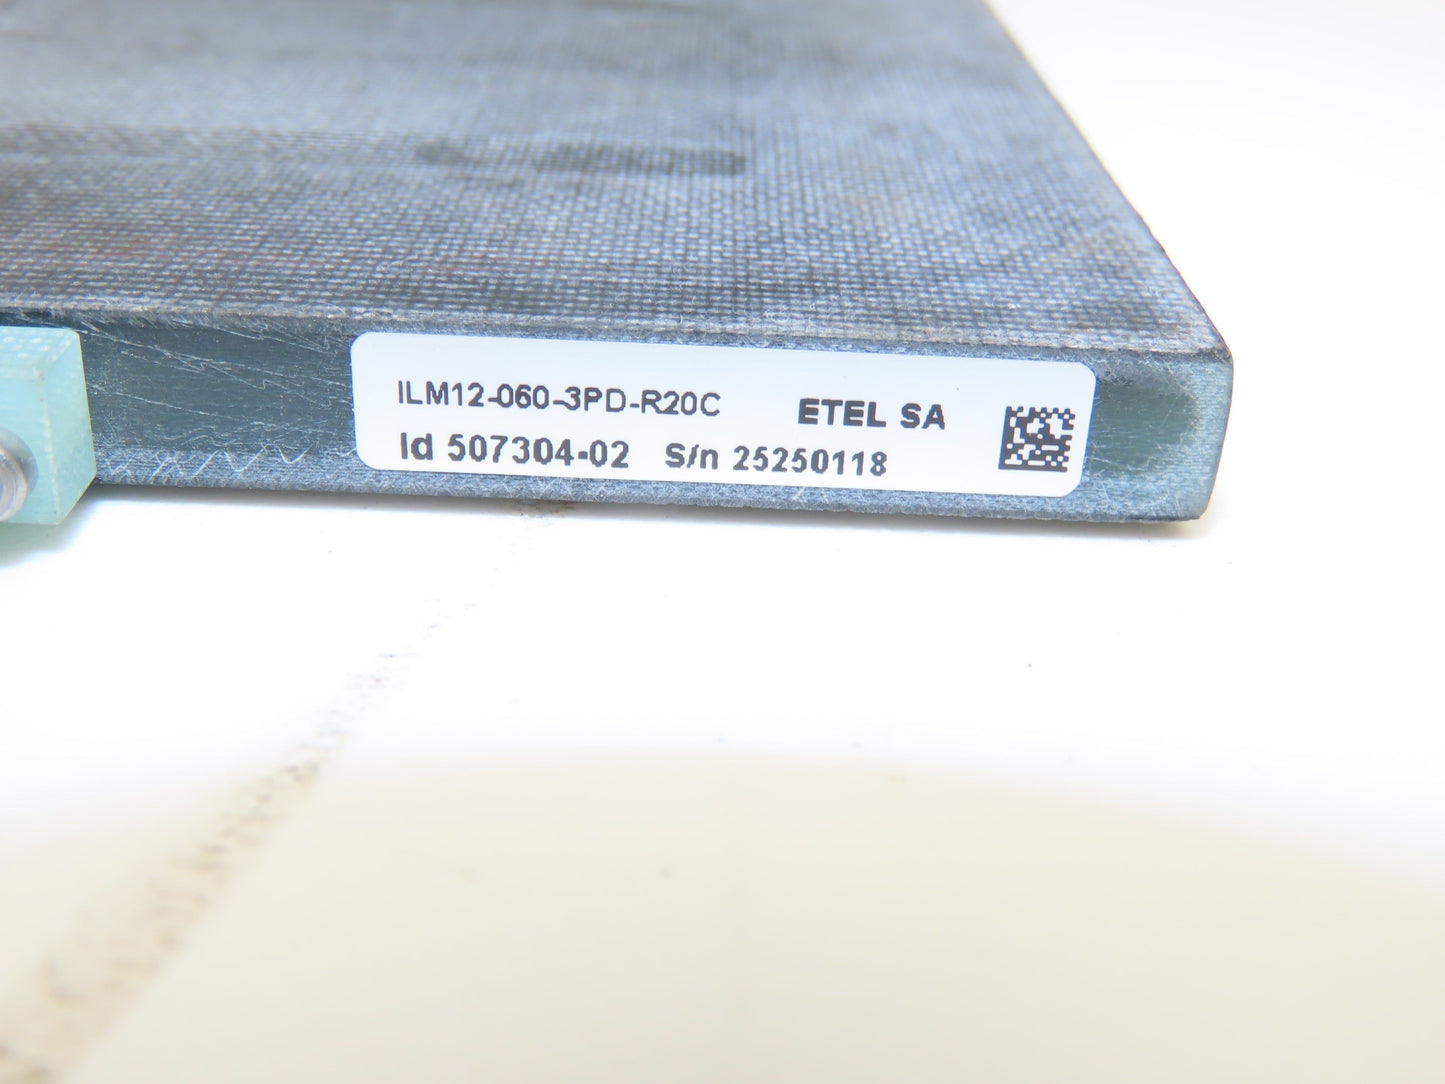 ILM12-060-3PD-R20C ETEL SA
Id 507304-02 S/n 25250118